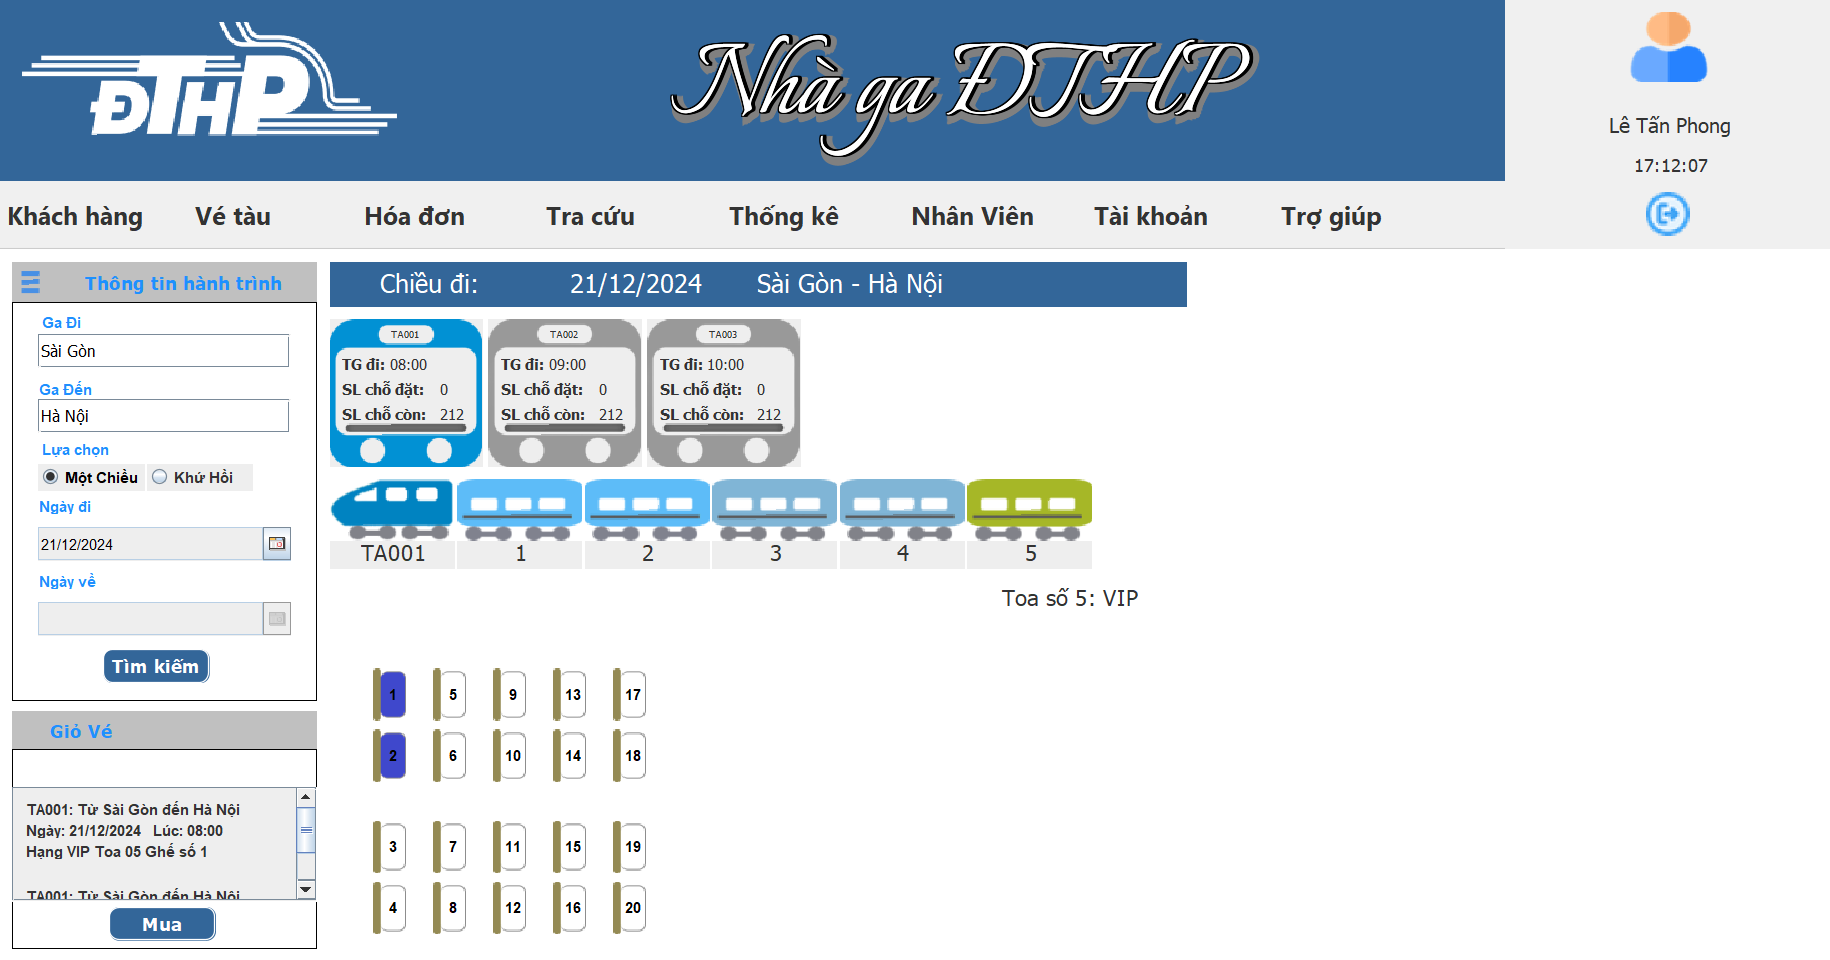 ĐTHP
Nhà ga ĐTHP
Lê Tấn Phong
17:12:07
Khách hàng Vé tàu Hóa đơn Tra cứu Thống kê Nhân Viên Tài khoản Trợ giúp
Thông tin hành trình
Ga Đi
Sài Gòn
Ga Đến
Hà Nội
Lựa chọn
Một Chiều Khứ Hồi
Ngày đi
21/12/2024
Ngày về
Tìm kiếm
Giỏ Vé
TA001: Từ Sài Gòn đến Hà Nội
Ngày: 21/12/2024 Lúc: 08:00
Hạng VIP Toa 05 Ghế số 1
TA001: Từ Sài Gòn đến Hà Nội
Mua
Chiều đi: 21/12/2024 Sài Gòn - Hà Nội
TA001
TG đi: 08:00
SL chỗ đặt: 0
SL chỗ còn: 212
TA002
TG đi: 09:00
SL chỗ đặt: 0
SL chỗ còn: 212
TA003
TG đi: 10:00
SL chỗ đặt: 0
SL chỗ còn: 212
TA001 1 2 3 4 5
Toa số 5: VIP
1 5 9 13 17
2 6 10 14 18
3 7 11 15 19
4 8 12 16 20